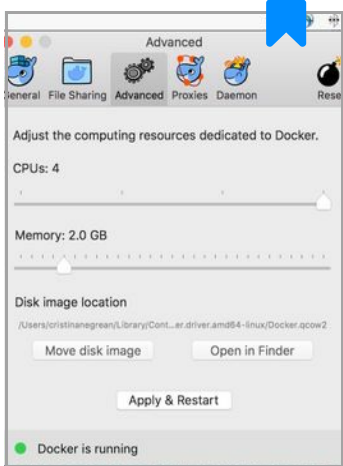 Advanced
General File Sharing Advanced Proxies Daemon Rese
Adjust the computing resources dedicated to Docker.
CPUs: 4
Memory: 2.0 GB
Disk image location
/Users/cristinanegrean/Library/Cont...er.driver.amd64-linux/Docker.qcow2
Move disk image Open in Finder
Apply & Restart
Docker is running